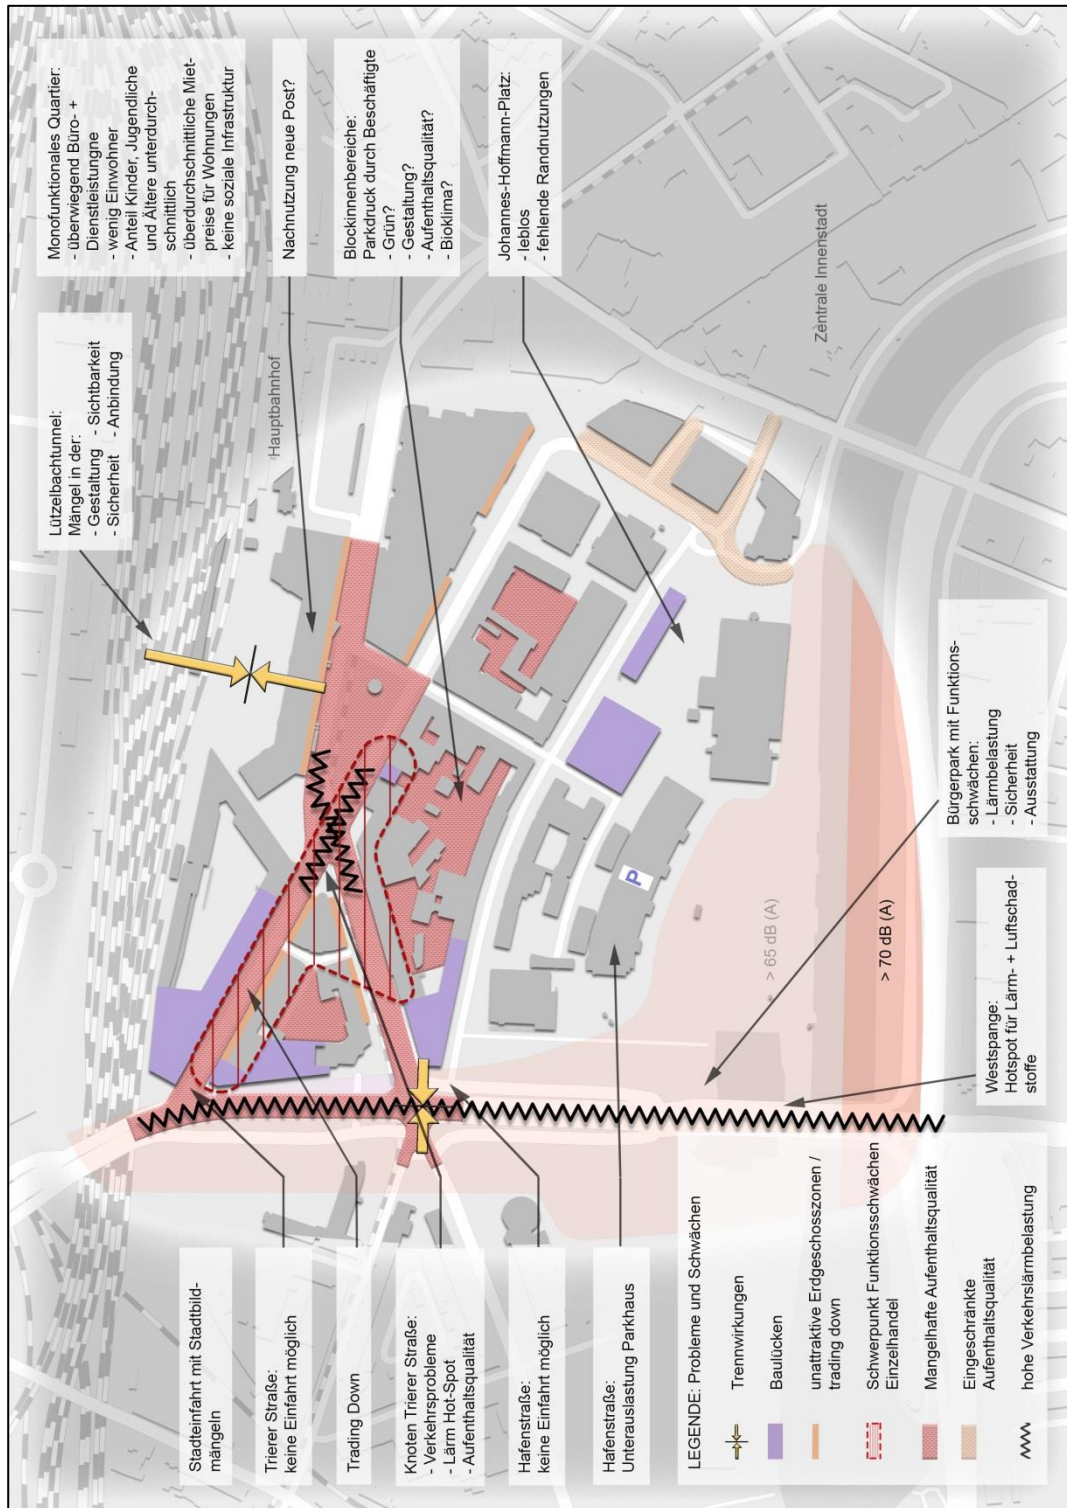 Stadteinfahrt mit Stadtbild-
mängeln
Trierer Straße:
keine Einfahrt möglich
Trading Down
Knoten Trierer Straße:
- Verkehrsprobleme
- Lärm Hot-Spot
- Aufenthaltsqualität
Hafenstraße:
keine Einfahrt möglich
Hafenstraße:
Unterauslastung Parkhaus
Lützelbachtunnel:
Mängel in der:
- Gestaltung - Sichtbarkeit
- Sicherheit - Anbindung
Monofunktionales Quartier:
- überwiegend Büro- +
Dienstleistungne
- wenig Einwohner
- Anteil Kinder, Jugendliche
und Ältere unterdurch-
schnittlich
- überdurchschnittliche Miet-
preise für Wohnungen
- keine soziale Infrastruktur
Nachnutzung neue Post?
Blockinnenbereiche:
Parkdruck durch Beschäftigte
- Grün?
- Gestaltung?
- Aufenthaltsqualität?
- Bioklima?
Johannes-Hoffmann-Platz:
- leblos
- fehlende Randnutzungen
Hauptbahnhof
Zentrale Innenstadt
P
> 65 dB (A)
> 70 dB (A)
Bürgerpark mit Funktions-
schwächen:
- Lärmbelastung
- Sicherheit
- Ausstattung
Westspange:
Hotspot für Lärm- + Luftschad-
stoffe
LEGENDE: Probleme und Schwächen
Trennwirkungen
Baulücken
unattraktive Erdgeschosszonen /
trading down
Schwerpunkt Funktionsschwächen
Einzelhandel
Mangelhafte Aufenthaltsqualität
Eingeschränkte
Aufenthaltsqualität
hohe Verkehrslärmbelastung